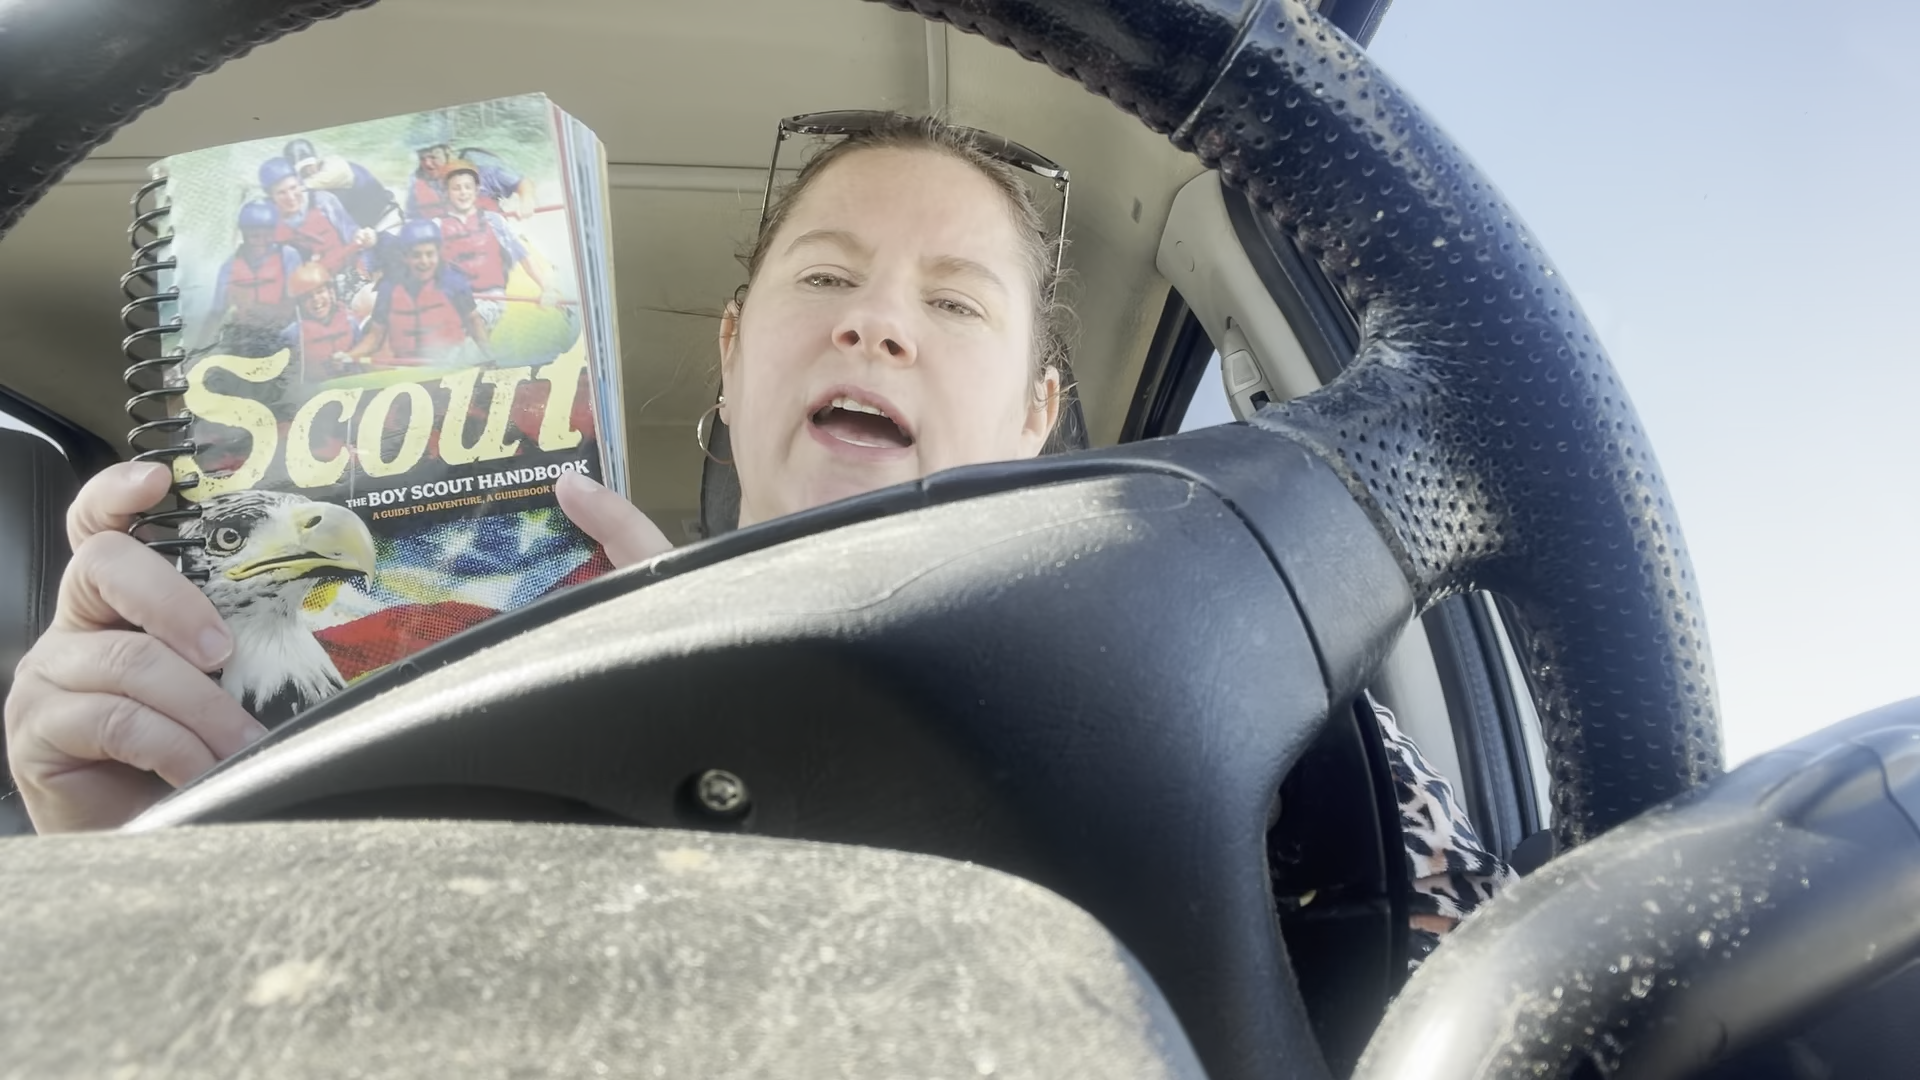 Scout
THE BOY SCOUT HANDBOOK
A GUIDE TO ADVENTURE, A GUIDEBOOK